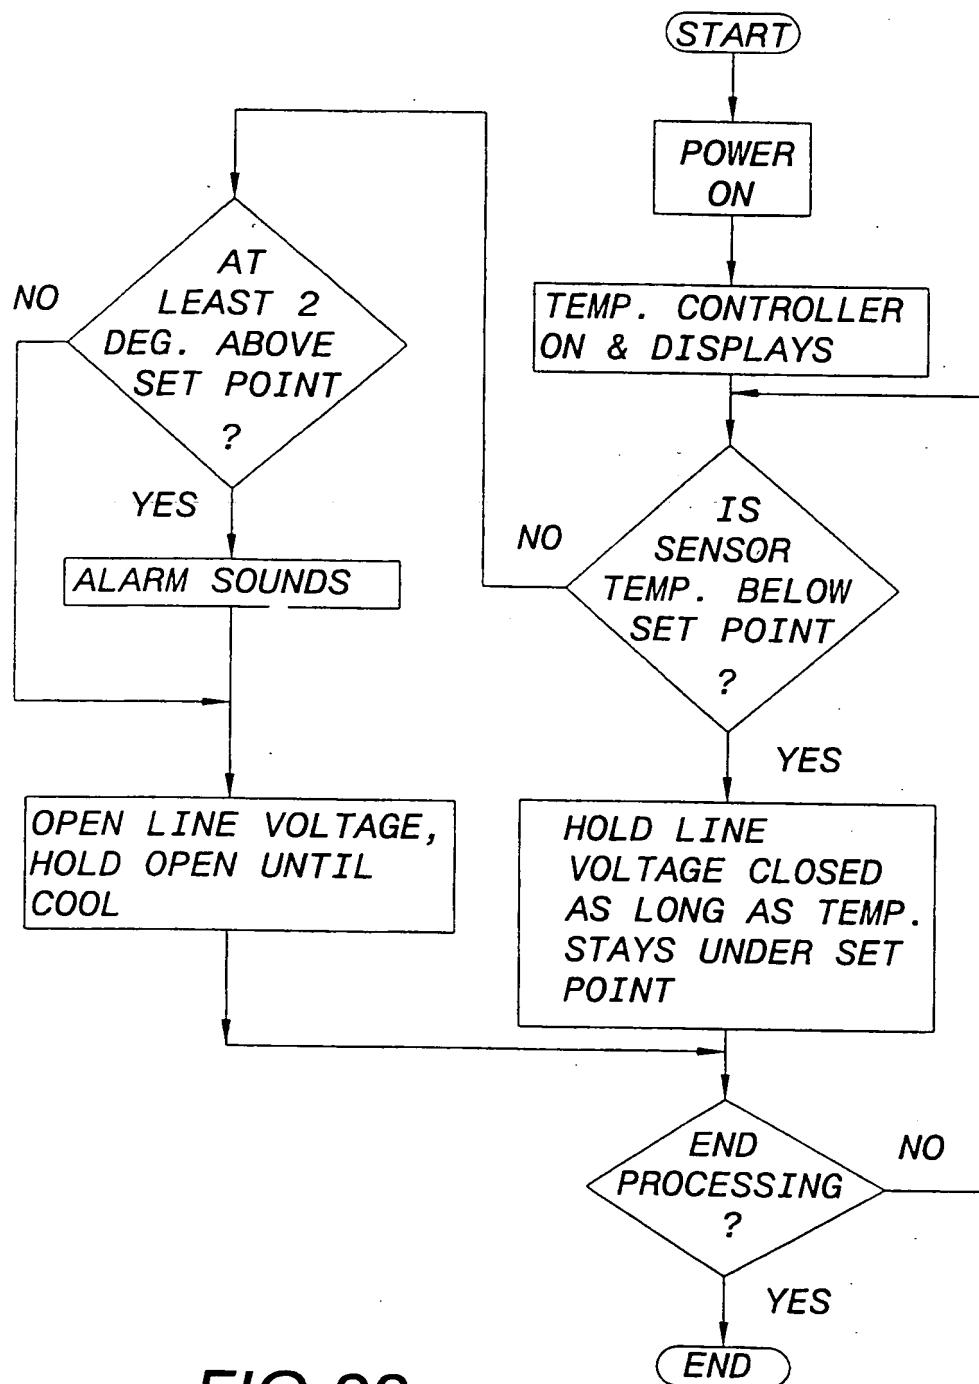 START
POWER
ON
TEMP. CONTROLLER
ON & DISPLAYS
IS
SENSOR
TEMP. BELOW
SET POINT
?
NO
YES
AT
LEAST 2
DEG. ABOVE
SET POINT
?
NO
YES
ALARM SOUNDS
OPEN LINE VOLTAGE,
HOLD OPEN UNTIL
COOL
HOLD LINE
VOLTAGE CLOSED
AS LONG AS TEMP.
STAYS UNDER SET
POINT
END
PROCESSING
?
NO
YES
END
FIG